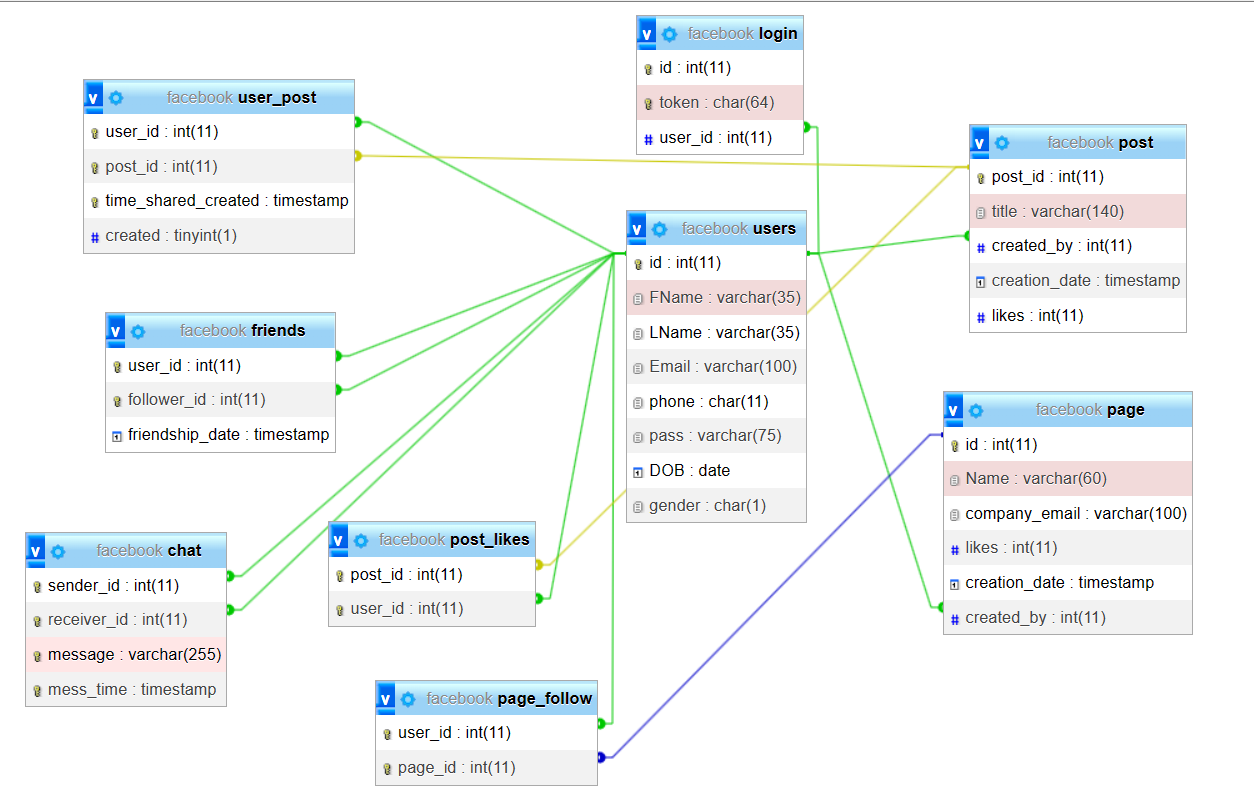 facebook login
id : int(11)
token : char(64)
user_id : int(11)
facebook user_post
user_id : int(11)
post_id : int(11)
time_shared_created : timestamp
created : tinyint(1)
facebook post
post_id : int(11)
title : varchar(140)
created_by : int(11)
creation_date : timestamp
likes : int(11)
facebook users
id : int(11)
FName : varchar(35)
LName : varchar(35)
Email : varchar(100)
phone : char(11)
pass : varchar(75)
DOB : date
gender : char(1)
facebook friends
user_id : int(11)
follower_id : int(11)
friendship_date : timestamp
facebook page
id : int(11)
Name : varchar(60)
company_email : varchar(100)
likes : int(11)
creation_date : timestamp
created_by : int(11)
facebook chat
sender_id : int(11)
receiver_id : int(11)
message : varchar(255)
mess_time : timestamp
facebook post_likes
post_id : int(11)
user_id : int(11)
facebook page_follow
user_id : int(11)
page_id : int(11)